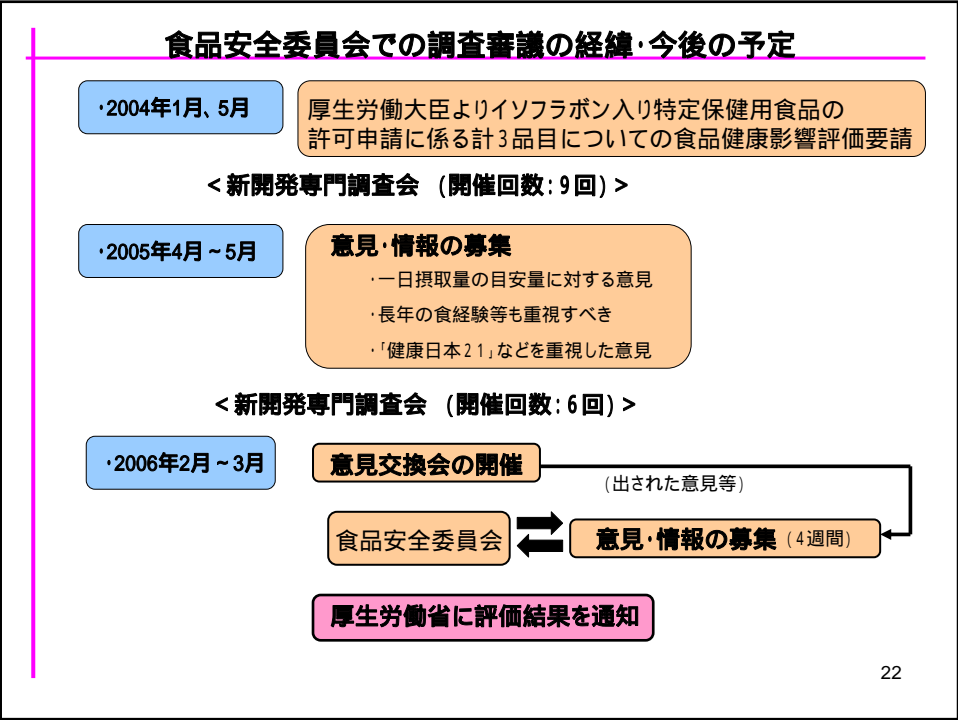 食品安全委員会での調査審議の経緯・今後の予定
・2004年1月、5月
厚生労働大臣よりイソフラボン入り特定保健用食品の
許可申請に係る計3品目についての食品健康影響評価要請
<新開発専門調査会 (開催回数:9回)>
・2005年4月~5月
意見・情報の募集
・一日摂取量の目安量に対する意見
・長年の食経験等も重視すべき
・「健康日本21」などを重視した意見
<新開発専門調査会 (開催回数:6回)>
・2006年2月~3月
意見交換会の開催
(出された意見等)
食品安全委員会
意見・情報の募集(4週間)
厚生労働省に評価結果を通知
22